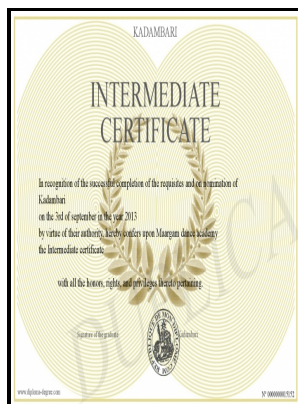 KADAMBARI
INTERMEDIATE
CERTIFICATE
In recognition of the successful completion of the requisites and on nomination of
Kadambari
on the 3rd of september in the year 2013
by virtue of their authority, hereby confers upon Maargam dance academy
the Intermediate certificate
with all the honors, rights, and privileges thereto pertaining.
Signature of the graduate
Kadambari
www.diploma-degree.com
DUPLICA